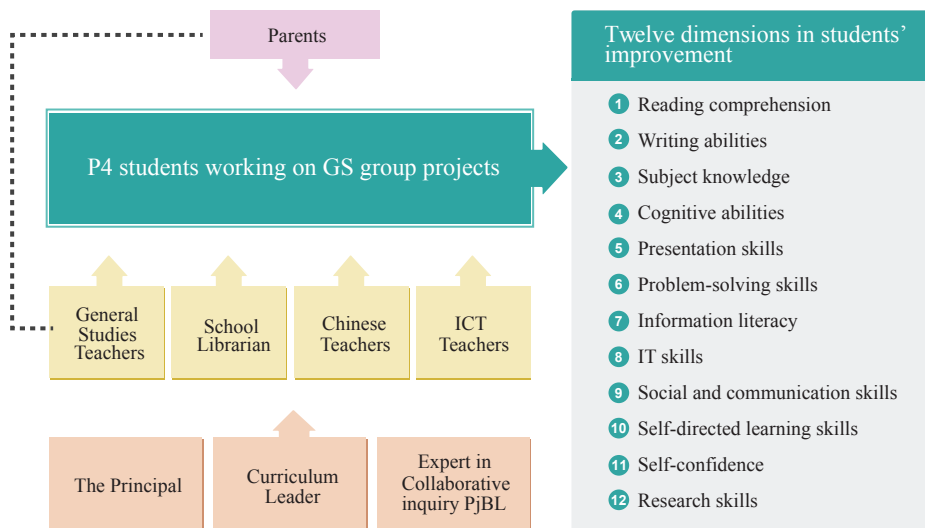 Parents
P4 students working on GS group projects
General
Studies
Teachers
School
Librarian
Chinese
Teachers
ICT
Teachers
The Principal
Curriculum
Leader
Expert in
Collaborative
inquiry PjBL
Twelve dimensions in students’
improvement
1 Reading comprehension
2 Writing abilities
3 Subject knowledge
4 Cognitive abilities
5 Presentation skills
6 Problem-solving skills
7 Information literacy
8 IT skills
9 Social and communication skills
10 Self-directed learning skills
11 Self-confidence
12 Research skills